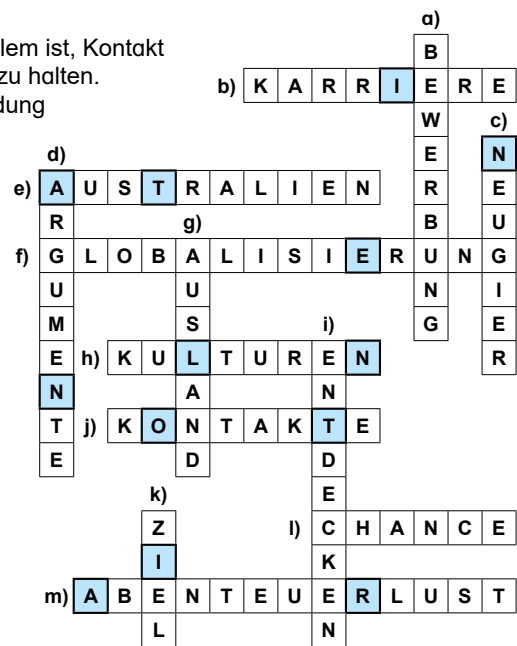 a)
lem ist, Kontakt B
zu halten. b) K A R R I E R E
dung W c)
d) E N
e) A U S T R A L I E N R E
R g) B U
f) G L O B A L I S I E R U N G
U U N I
M S i) G E
E h) K U L T U R E N R
N A N
T j) K O N T A K T E
E D D
k) E
Z l) C H A N C E
I K
m) A B E N T E U E R L U S T
L N